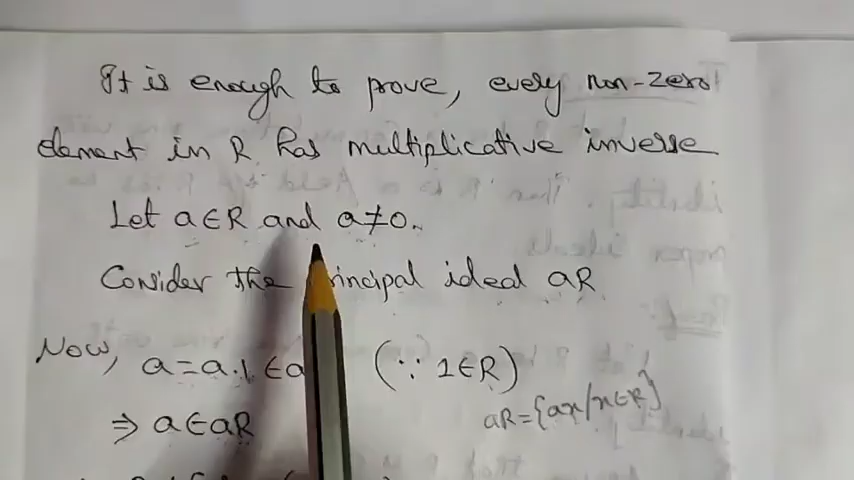 It is enough to prove, every non-zero
element in R has multiplicative inverse
Let a∈R and a≠0.
Consider the principal ideal aR
Now, a=a.1∈a (∵ 1∈R)
aR={ax/x∈R}
⇒ a∈aR